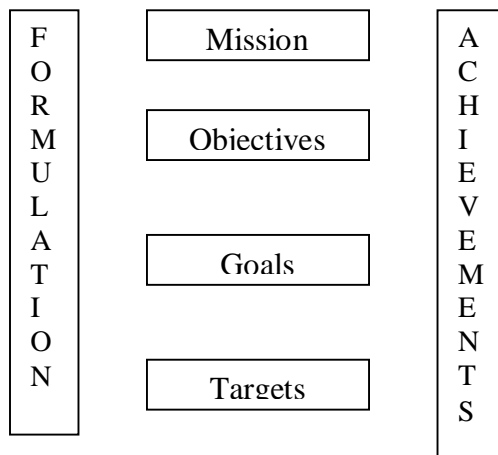 FORMULATION
Mission
Objectives
Goals
Targets
ACHIEVEMENTS